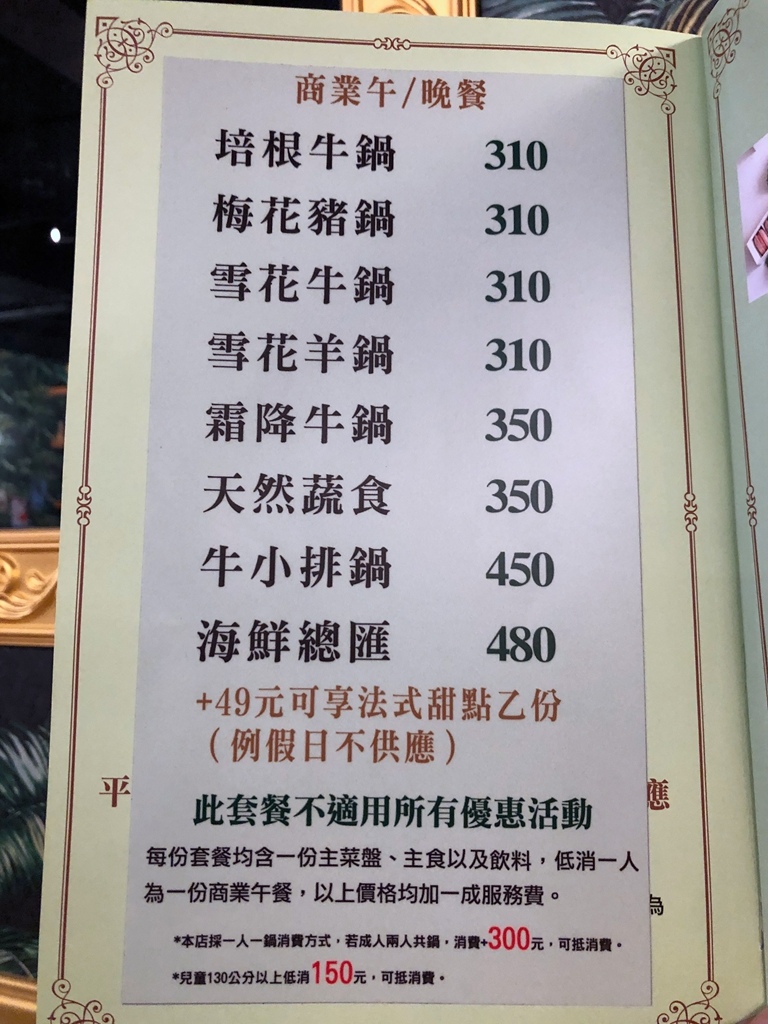 商業午/晚餐
培根牛鍋 310
梅花豬鍋 310
雪花牛鍋 310
雪花羊鍋 310
霜降牛鍋 350
天然蔬食 350
牛小排鍋 450
海鮮總匯 480
+49元可享法式甜點乙份
(例假日不供應)
平 應
此套餐不適用所有優惠活動
每份套餐均含一份主菜盤、主食以及飲料，低消一人
為一份商業午餐，以上價格均加一成服務費。
為
*本店採一人一鍋消費方式，若成人兩人共鍋，消費+300元，可抵消費。
*兒童130公分以上低消150元，可抵消費。